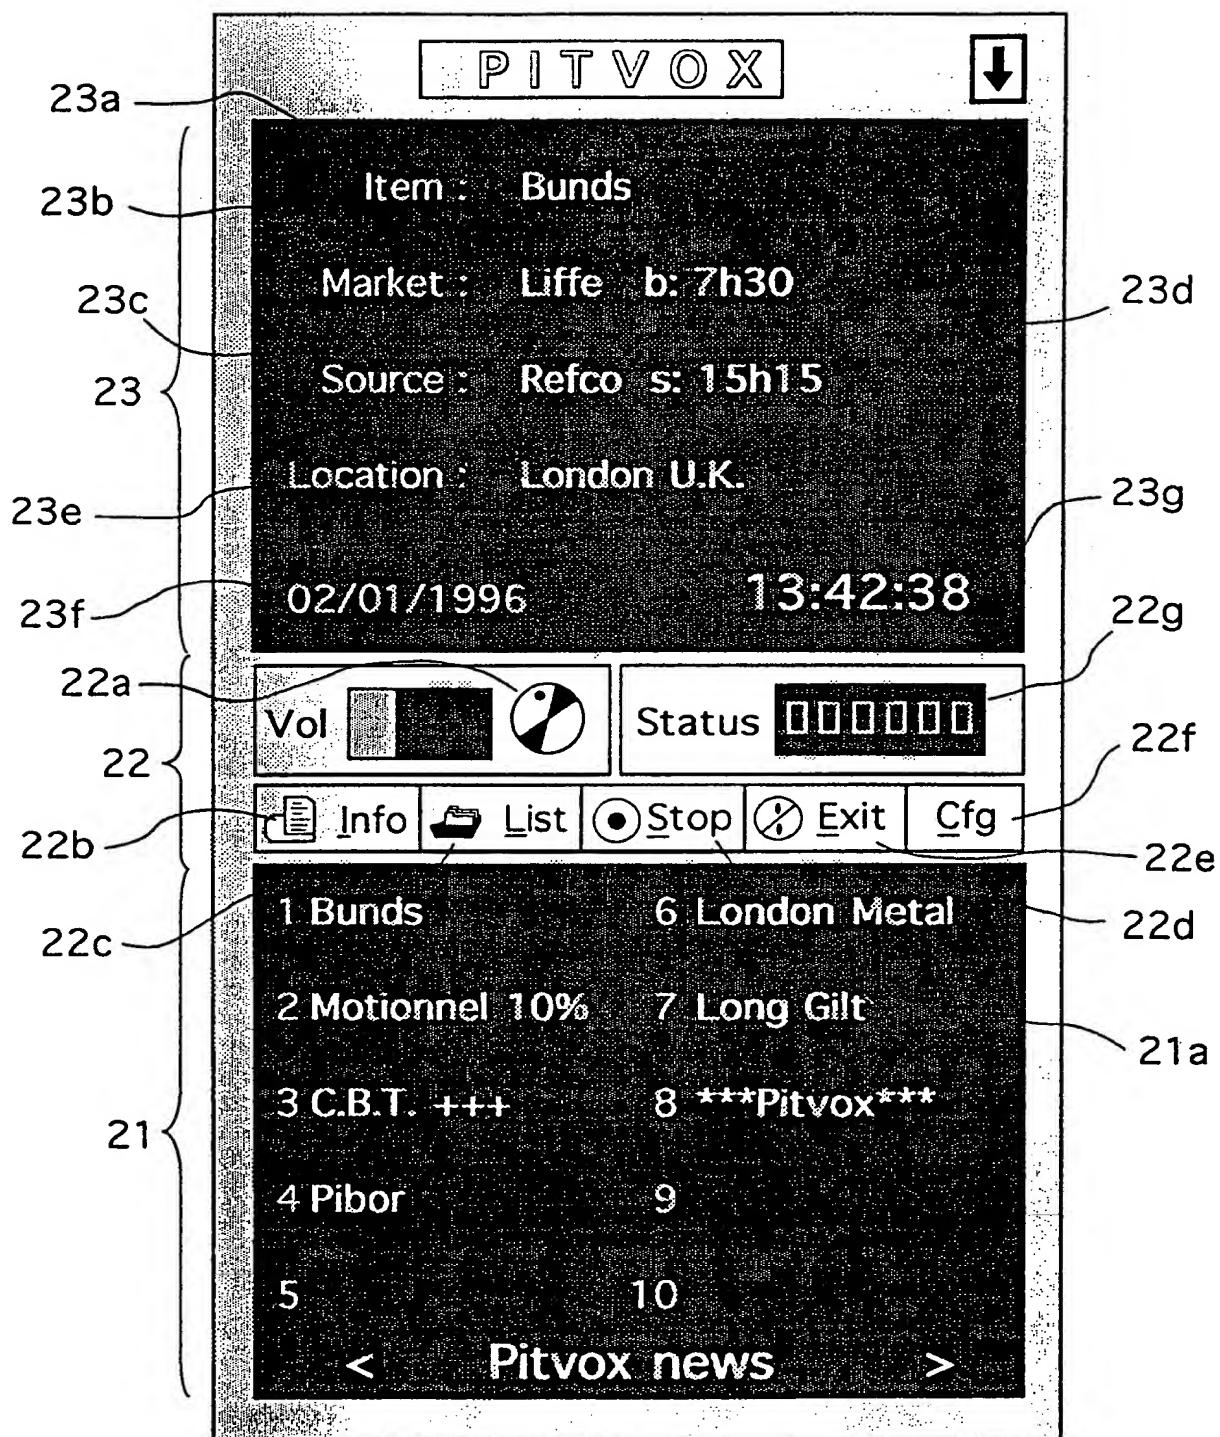 PITVOX
23a
Item : Bunds
23b
Market : Liffe b: 7h30
23c
23d
Source : Refco s: 15h15
23
Location : London U.K.
23e
23g
02/01/1996 13:42:38
23f
22g
22a
Vol
Status 000000
22
22f
Info List Stop Exit Cfg
22b
22e
1 Bunds 6 London Metal
22c
22d
2 Motionnel 10% 7 Long Gilt
21a
3 C.B.T. +++ 8 ***Pitvox***
21
4 Pibor 9
5 10
< Pitvox news >